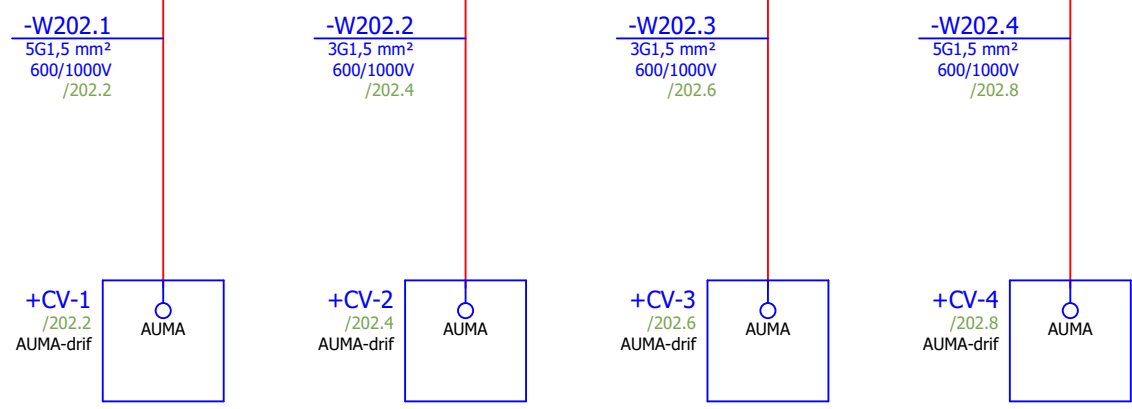 -W202.1
5G1,5 mm²
600/1000V
/202.2
-W202.2
3G1,5 mm²
600/1000V
/202.4
-W202.3
3G1,5 mm²
600/1000V
/202.6
-W202.4
5G1,5 mm²
600/1000V
/202.8
+CV-1
/202.2
AUMA-drif
AUMA
+CV-2
/202.4
AUMA-drif
AUMA
+CV-3
/202.6
AUMA-drif
AUMA
+CV-4
/202.8
AUMA-drif
AUMA